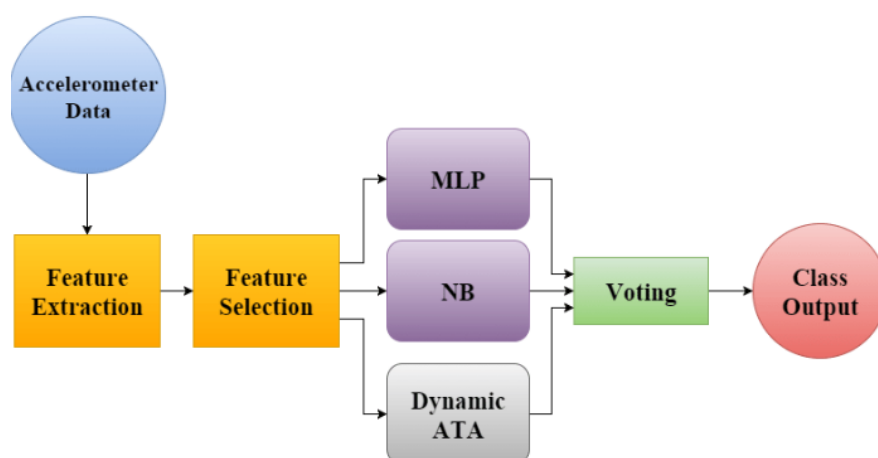 Accelerometer
Data
Feature
Extraction
Feature
Selection
MLP
NB
Dynamic
ATA
Voting
Class
Output